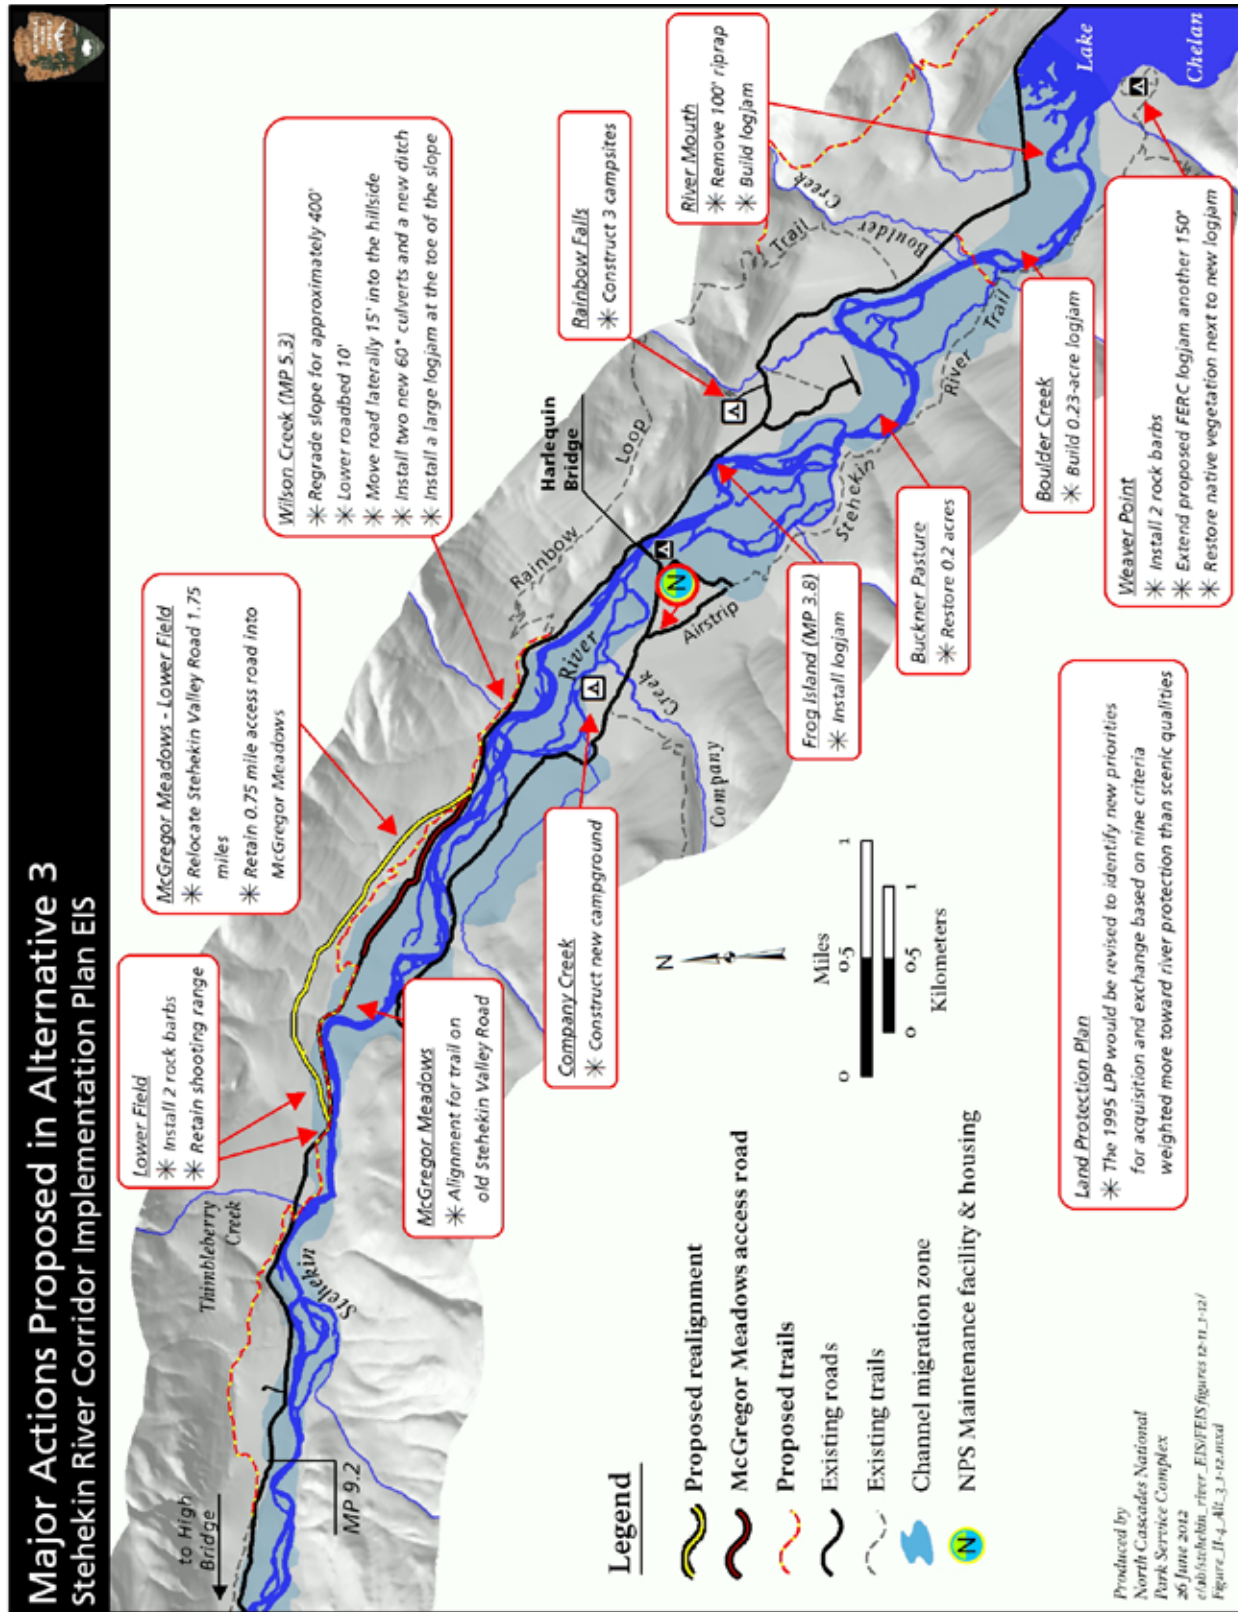 Major Actions Proposed in Alternative 3
Stehekin River Corridor Implementation Plan EIS
to High
Bridge
MP 9.2
Thimbleberry
Creek
Stehekin
River
Lower Field
✳ Install 2 rock barbs
✳ Retain shooting range
McGregor Meadows - Lower Field
✳ Relocate Stehekin Valley Road 1.75
miles
✳ Retain 0.75 mile access road into
McGregor Meadows
Wilson Creek (MP 5.3)
✳ Regrade slope for approximately 400'
✳ Lower roadbed 10'
✳ Move road laterally 15' into the hillside
✳ Install two new 60" culverts and a new ditch
✳ Install a large logjam at the toe of the slope
McGregor Meadows
✳ Alignment for trail on
old Stehekin Valley Road
Company Creek
✳ Construct new campground
Rainbow
Loop
Trail
Harlequin
Bridge
Rainbow Falls
✳ Construct 3 campsites
River Mouth
✳ Remove 100' riprap
✳ Build logjam
Boulder
Creek
Lake
Chelan
Company
Creek
Airstrip
N
Stehekin
River
Trail
Frog Island (MP 3.8)
✳ Install logjam
Buckner Pasture
✳ Restore 0.2 acres
Boulder Creek
✳ Build 0.23-acre logjam
Weaver Point
✳ Install 2 rock barbs
✳ Extend proposed FERC logjam another 150'
✳ Restore native vegetation next to new logjam
Land Protection Plan
✳ The 1995 LPP would be revised to identify new priorities
for acquisition and exchange based on nine criteria
weighted more toward river protection than scenic qualities
N
Miles
0 0.5 1
0 0.5 1
Kilometers
Legend
Proposed realignment
McGregor Meadows access road
Proposed trails
Existing roads
Existing trails
Channel migration zone
N NPS Maintenance facility & housing
Produced by
North Cascades National
Park Service Complex
26 June 2012